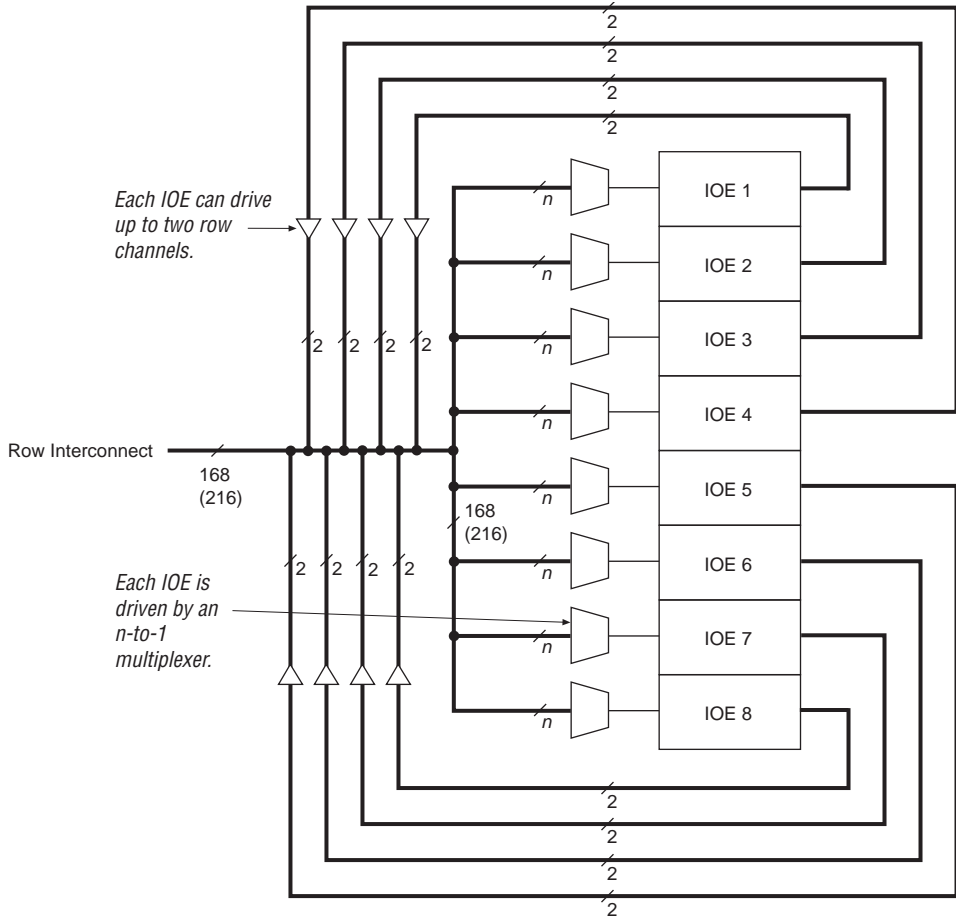 2
2
2
2
Each IOE can drive
up to two row
channels.
n
IOE 1
n
IOE 2
2
2
2
2
n
IOE 3
n
IOE 4
Row Interconnect
168
(216)
n
IOE 5
168
(216)
2
2
2
2
n
IOE 6
Each IOE is
driven by an
n-to-1
multiplexer.
n
IOE 7
n
IOE 8
2
2
2
2